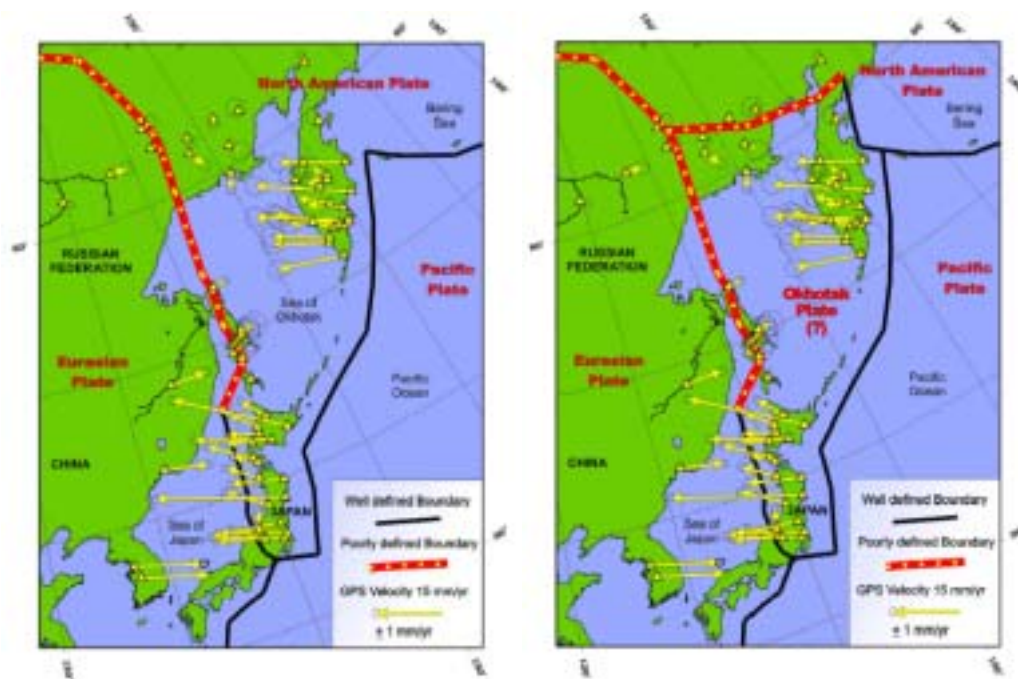 North American Plate
Bering
Sea
RUSSIAN
FEDERATION
Pacific
Plate
Sea of
Okhotsk
Eurasian
Plate
Pacific
Ocean
CHINA
JAPAN
Sea of
Japan
Well defined Boundary
Poorly defined Boundary
GPS Velocity 15 mm/yr
± 1 mm/yr
North American
Plate
Bering
Sea
RUSSIAN
FEDERATION
Pacific
Plate
Okhotsk
Plate
(?)
Eurasian
Plate
Pacific
Ocean
CHINA
JAPAN
Sea of
Japan
Well defined Boundary
Poorly defined Boundary
GPS Velocity 15 mm/yr
± 1 mm/yr